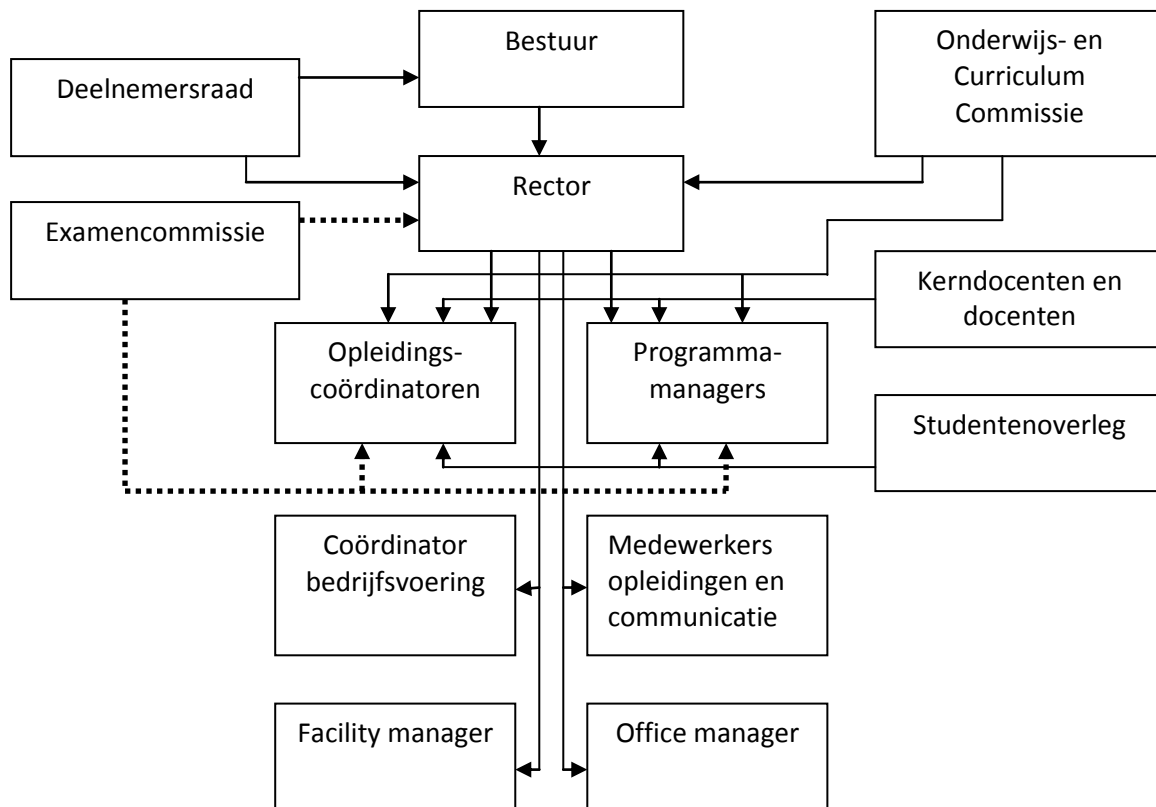 Bestuur
Onderwijs- en
Curriculum
Commissie
Deelnemersraad
Rector
Examencommissie
Kerndocenten en
docenten
Opleidings-
coördinatoren
Programma-
managers
Studentenoverleg
Coördinator
bedrijfsvoering
Medewerkers
opleidingen en
communicatie
Facility manager
Office manager